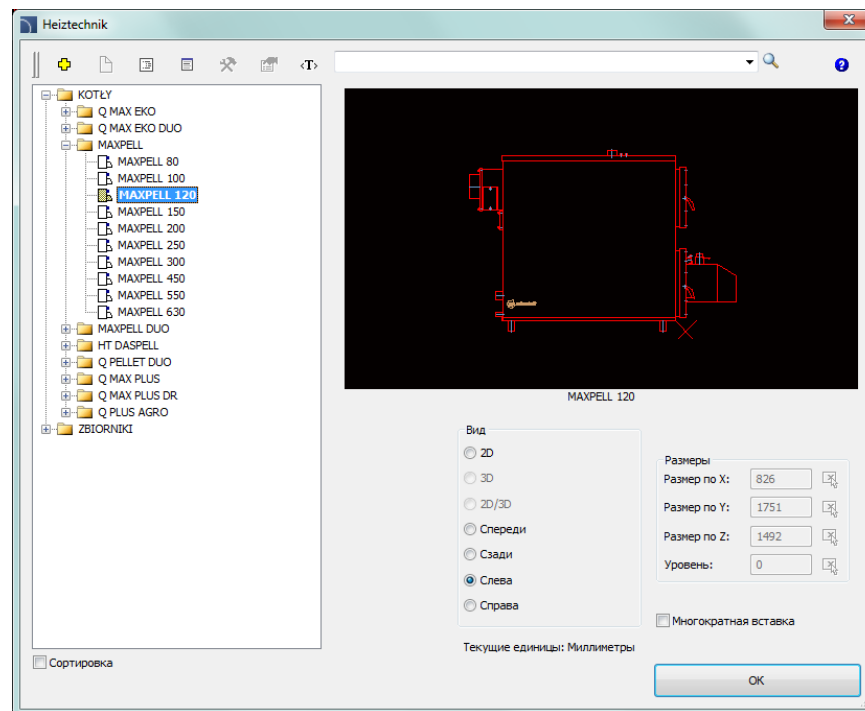 Heiztechnik
<T>
KOTŁY
Q MAX EKO
Q MAX EKO DUO
MAXPELL
MAXPELL 80
MAXPELL 100
MAXPELL 120
MAXPELL 150
MAXPELL 200
MAXPELL 250
MAXPELL 300
MAXPELL 450
MAXPELL 550
MAXPELL 630
MAXPELL DUO
HT DASPELL
Q PELLET DUO
Q MAX PLUS
Q MAX PLUS DR
Q PLUS AGRO
ZBIORNIKI
Сортировка
MAXPELL 120
Вид
2D
3D
2D/3D
Спереди
Сзади
Слева
Справа
Размеры
Размер по X: 826
Размер по Y: 1751
Размер по Z: 1492
Уровень: 0
Многократная вставка
Текущие единицы: Миллиметры
OK